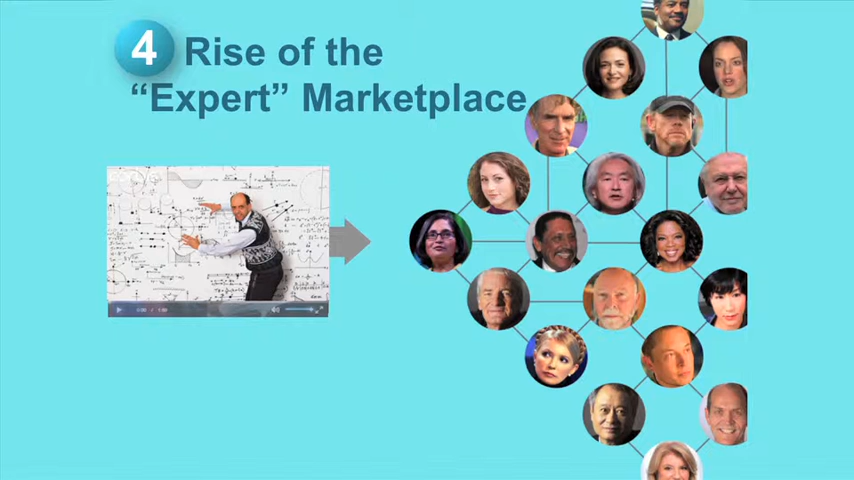 4 Rise of the
“Expert” Marketplace